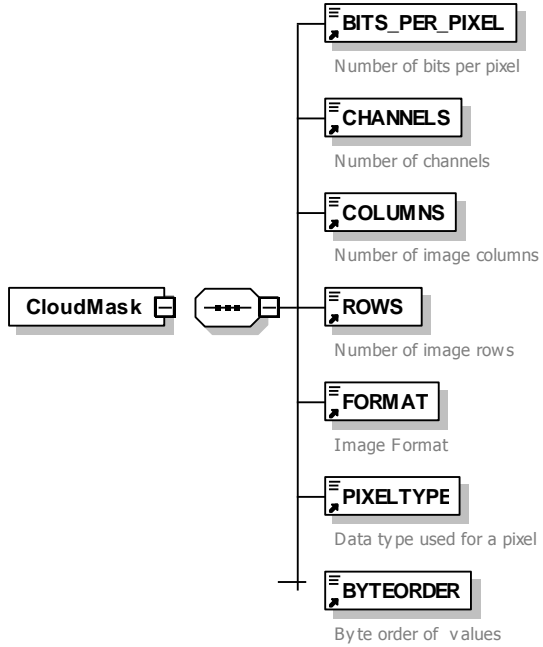 BITS_PER_PIXEL
Number of bits per pixel
CHANNELS
Number of channels
COLUMNS
Number of image columns
CloudMask
ROWS
Number of image rows
FORMAT
Image Format
PIXELTYPE
Data type used for a pixel
BYTEORDER
Byte order of values